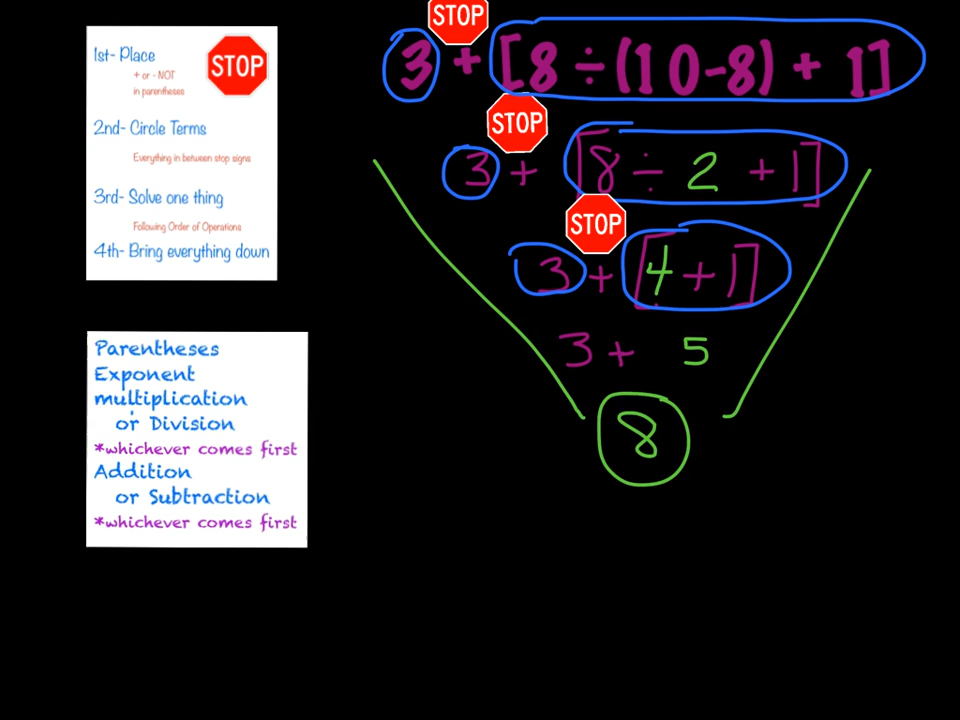 1st- Place
+ or - NOT
in parentheses
STOP
2nd- Circle Terms
Everything in between stop signs
3rd- Solve one thing
Following Order of Operations
4th- Bring everything down
Parentheses
Exponent
multiplication
or Division
*whichever comes first
Addition
or Subtraction
*whichever comes first
STOP
3 + [8 ÷ (10-8) + 1]
STOP
3 + [8 ÷ 2 + 1]
STOP
3 + [4 + 1]
3 + 5
8